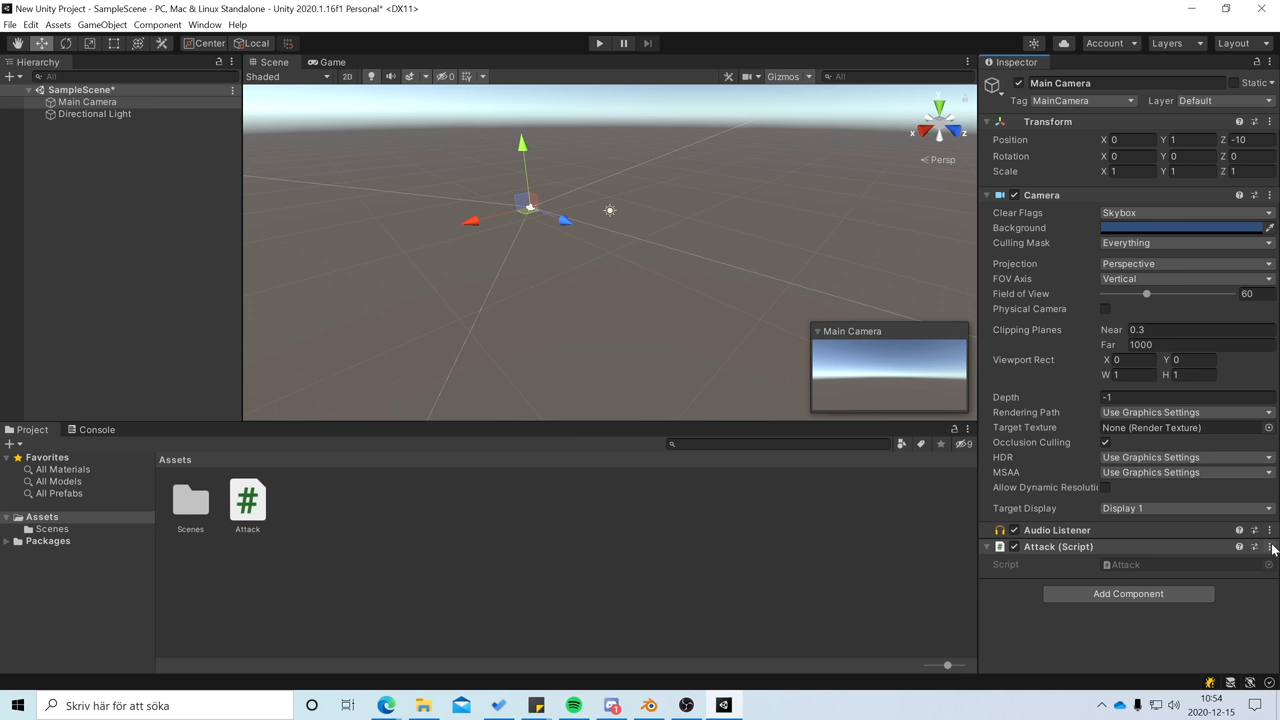 New Unity Project - SampleScene - PC, Mac & Linux Standalone - Unity 2020.1.16f1 Personal* <DX11>
File Edit Assets GameObject Component Window Help
Center Local Account Layers Layout
Hierarchy
All
SampleScene*
Main Camera
Directional Light
Scene Game
Shaded 2D 0 Gizmos All
y
x z
Persp
Main Camera
Project Console
9
Favorites
All Materials
All Models
All Prefabs
Assets
Scenes
Packages
Assets
Scenes
Attack
Inspector
Main Camera Static
Tag MainCamera Layer Default
Transform
Position X 0 Y 1 Z -10
Rotation X 0 Y 0 Z 0
Scale X 1 Y 1 Z 1
Camera
Clear Flags Skybox
Background
Culling Mask Everything
Projection Perspective
FOV Axis Vertical
Field of View 60
Physical Camera
Clipping Planes Near 0.3
Far 1000
Viewport Rect X 0 Y 0
W 1 H 1
Depth -1
Rendering Path Use Graphics Settings
Target Texture None (Render Texture)
Occlusion Culling
HDR Use Graphics Settings
MSAA Use Graphics Settings
Allow Dynamic Resoluti
Target Display Display 1
Audio Listener
# Attack (Script)
Script Attack
Add Component
Skriv här för att söka
10:54
2020-12-15